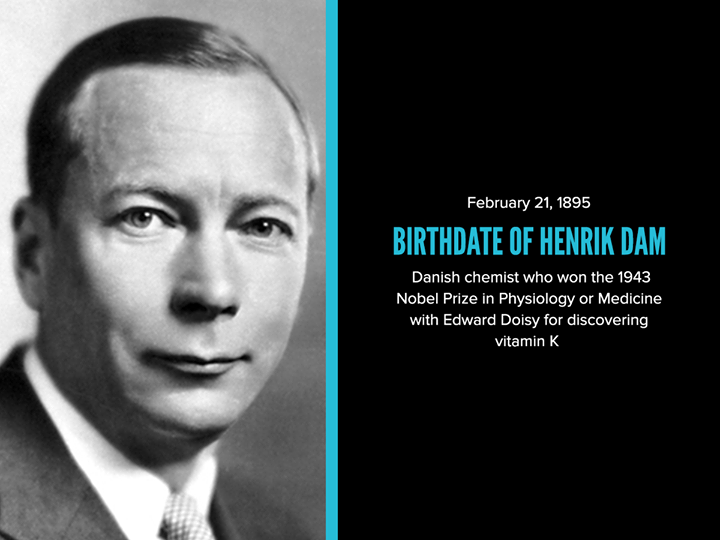 February 21, 1895
BIRTHDATE OF HENRIK DAM
Danish chemist who won the 1943
Nobel Prize in Physiology or Medicine
with Edward Doisy for discovering
vitamin K